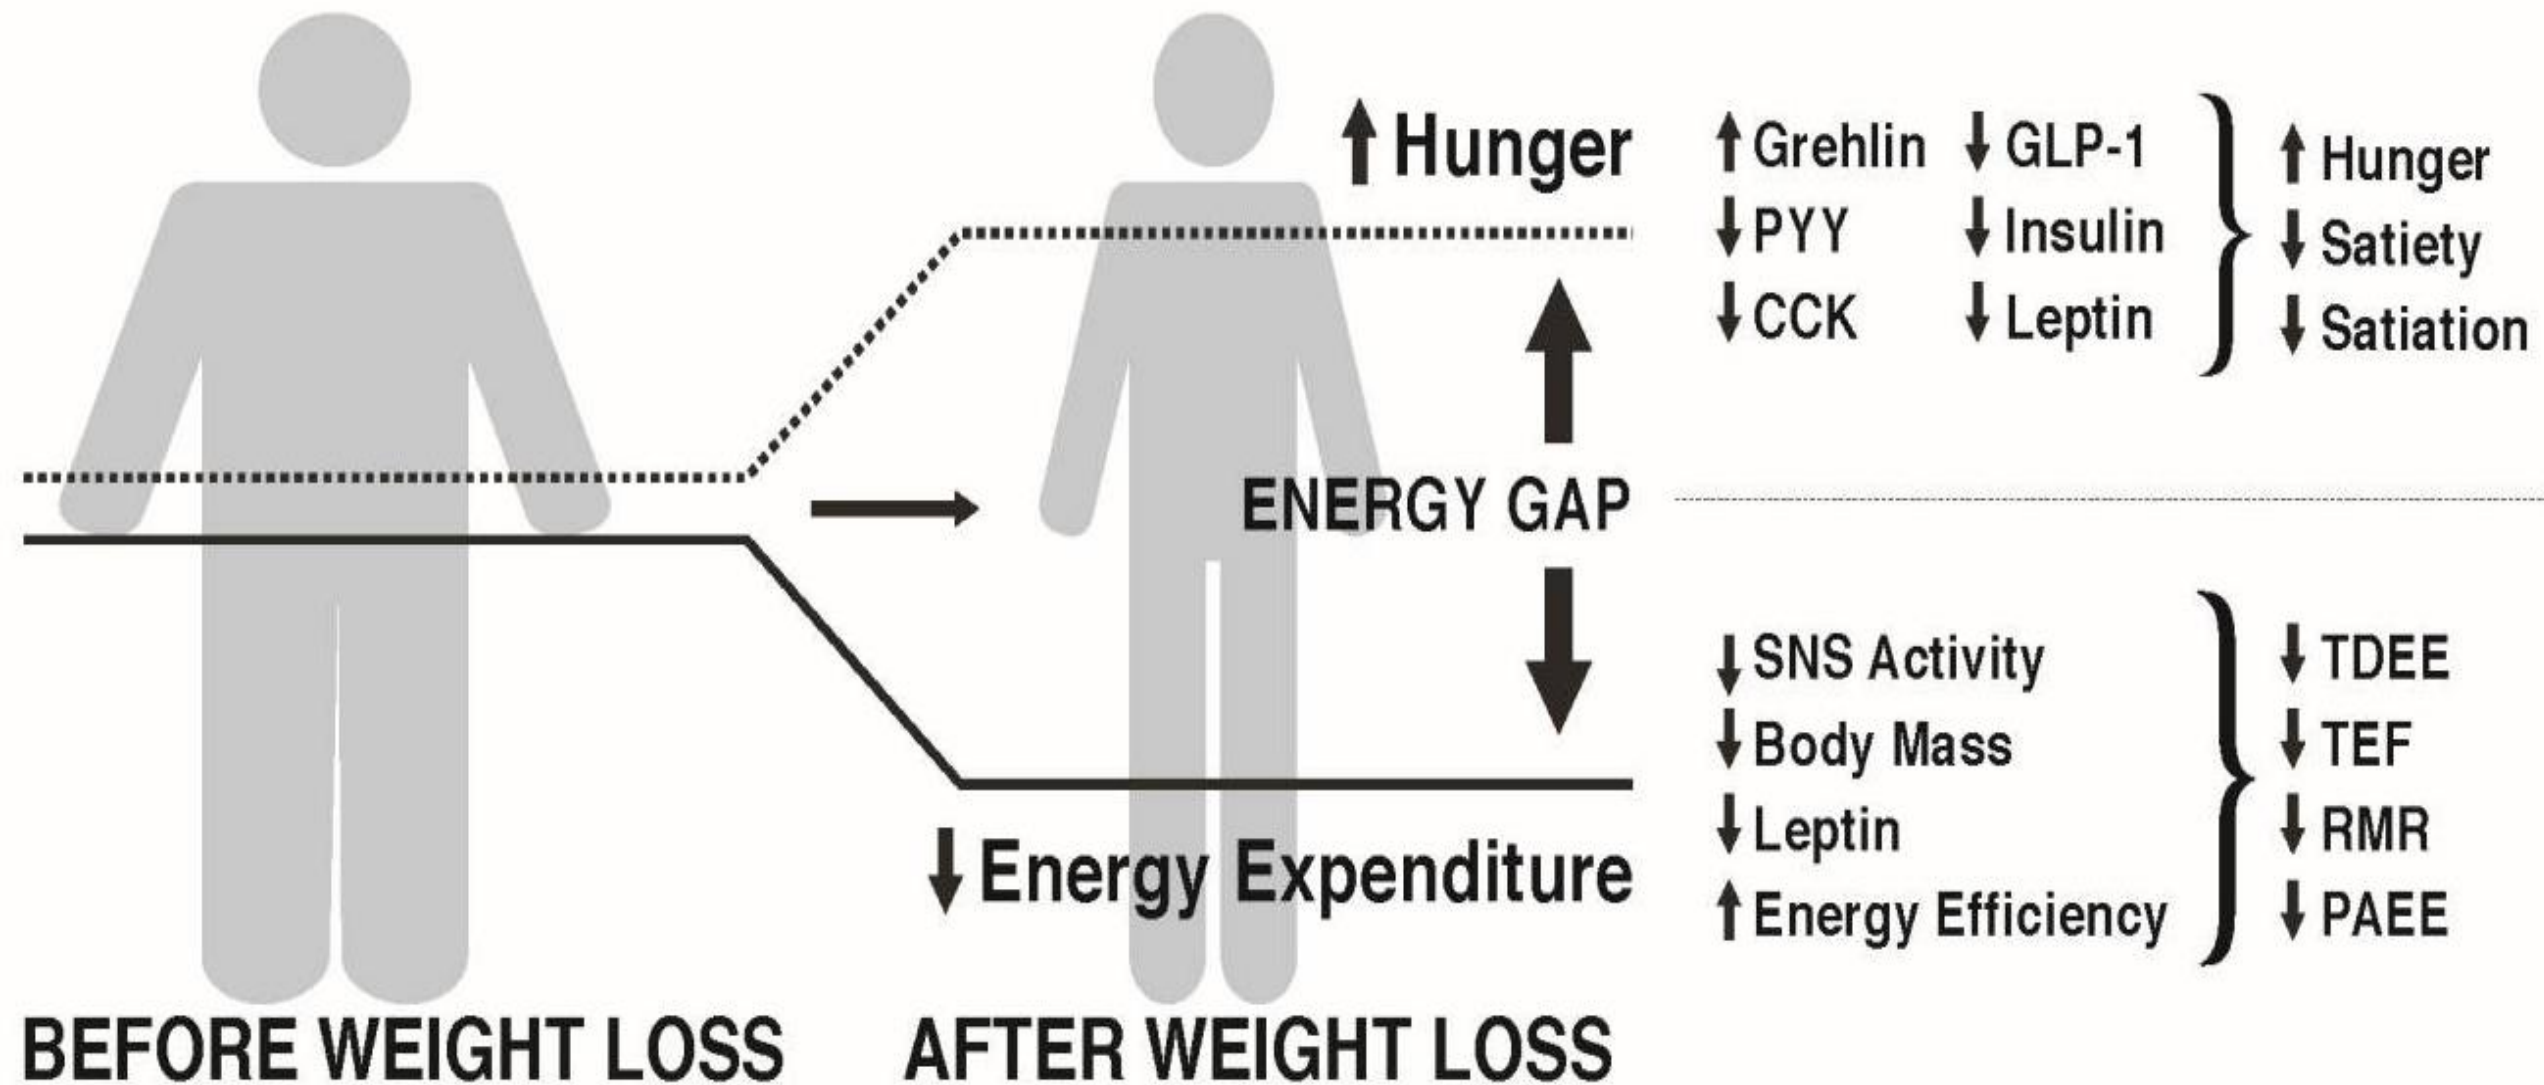 ↑ Hunger
ENERGY GAP
↓ Energy Expenditure
BEFORE WEIGHT LOSS
AFTER WEIGHT LOSS
↑ Grehlin ↓ GLP-1
↓ PYY ↓ Insulin
↓ CCK ↓ Leptin
↑ Hunger
↓ Satiety
↓ Satiation
↓ SNS Activity
↓ Body Mass
↓ Leptin
↑ Energy Efficiency
↓ TDEE
↓ TEF
↓ RMR
↓ PAEE